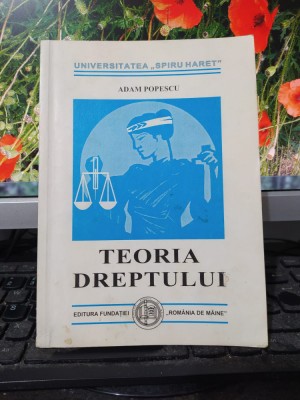 UNIVERSITATEA „SPIRU HARET”
ADAM POPESCU
TEORIA
DREPTULUI
EDITURA FUNDAȚIEI „ROMÂNIA DE MÂINE”